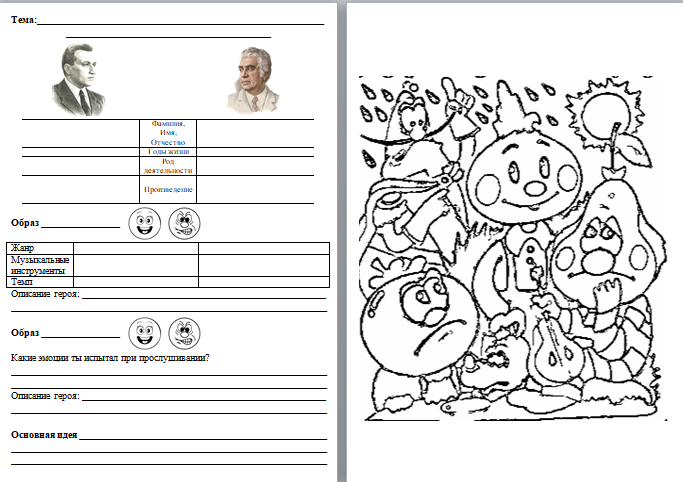 Тема:
Фамилия,
Имя,
Отчество
Годы жизни
Род
деятельности
Произведение
Образ
Жанр
Музыкальные
инструменты
Темп
Описание героя:
Образ
Какие эмоции ты испытал при прослушивании?
Описание героя:
Основная идея